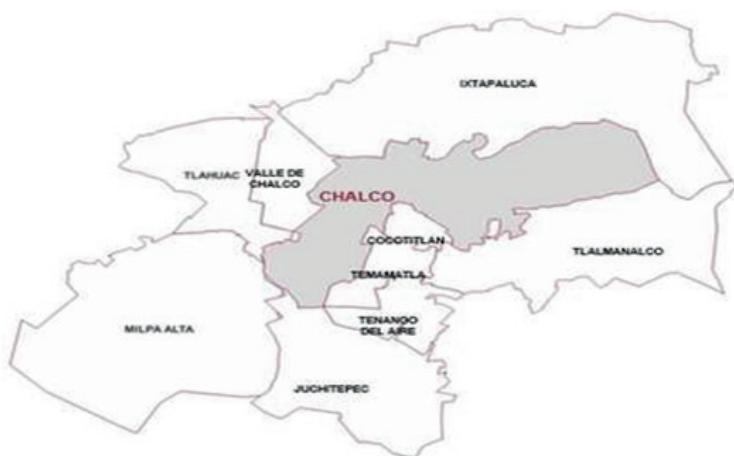 IXTAPALUCA
TLAHUAC
VALLE DE
CHALCO
CHALCO
COCOTITLAN
TLALMANALCO
TEMAMATLA
TENANGO
DEL AIRE
MILPA ALTA
JUCHITEPEC